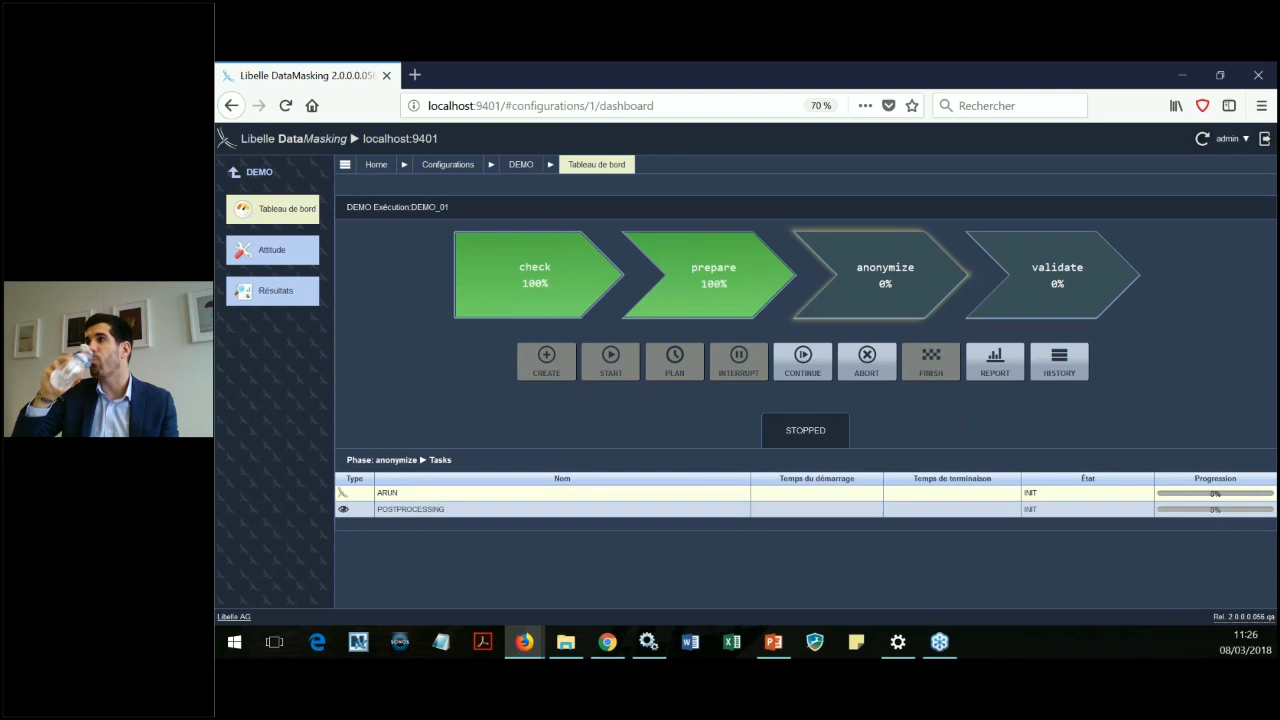 Libelle DataMasking 2.0.0.0.056
localhost:9401/#configurations/1/dashboard
70 %
Rechercher
Libelle DataMasking ▶ localhost:9401
admin ▼
DEMO
Home ▶ Configurations ▶ DEMO ▶ Tableau de bord
Tableau de bord
Attitude
Résultats
DEMO Exécution:DEMO_01
check
100%
prepare
100%
anonymize
0%
validate
0%
CREATE
START
PLAN
INTERRUPT
CONTINUE
ABORT
FINISH
REPORT
HISTORY
STOPPED
Phase: anonymize ▶ Tasks
Type Nom Temps du démarrage Temps de terminaison État Progression
ARUN INIT 0%
POSTPROCESSING INIT 0%
Libelle AG
Rel. 2.0.0.0.056.qa
SONOS
11:26
08/03/2018